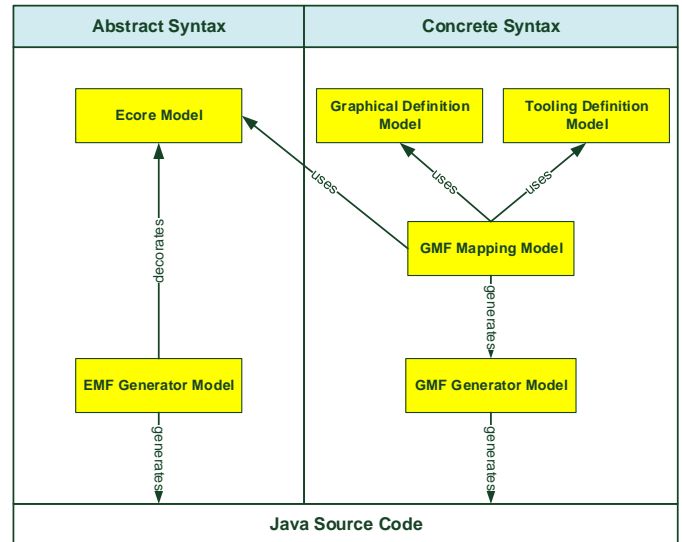 Abstract Syntax
Concrete Syntax
Ecore Model
Graphical Definition
Model
Tooling Definition
Model
uses
uses
uses
decorates
GMF Mapping Model
generates
EMF Generator Model
GMF Generator Model
generates
generates
Java Source Code